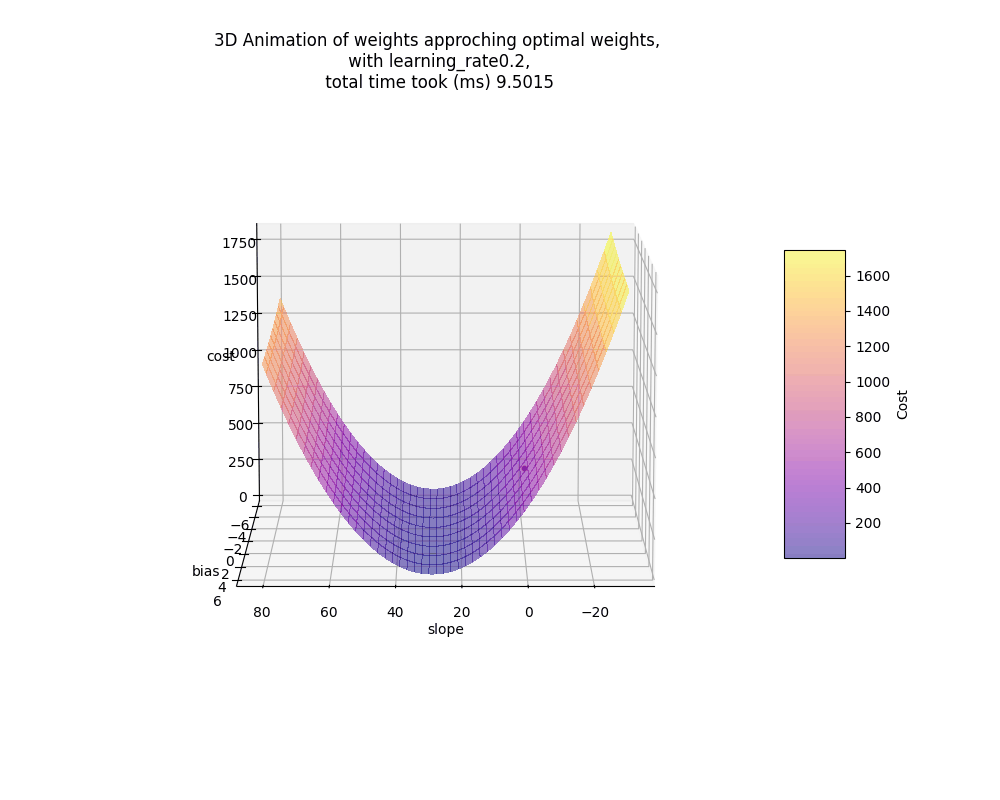 3D Animation of weights approching optimal weights,
with learning_rate0.2,
total time took (ms) 9.5015
1750
1500
1250
1000
750
500
250
0
cost
−6
−4
−2
0
2
4
6
bias
80 60 40 20 0 −20
slope
1600
1400
1200
1000
800
600
400
200
Cost